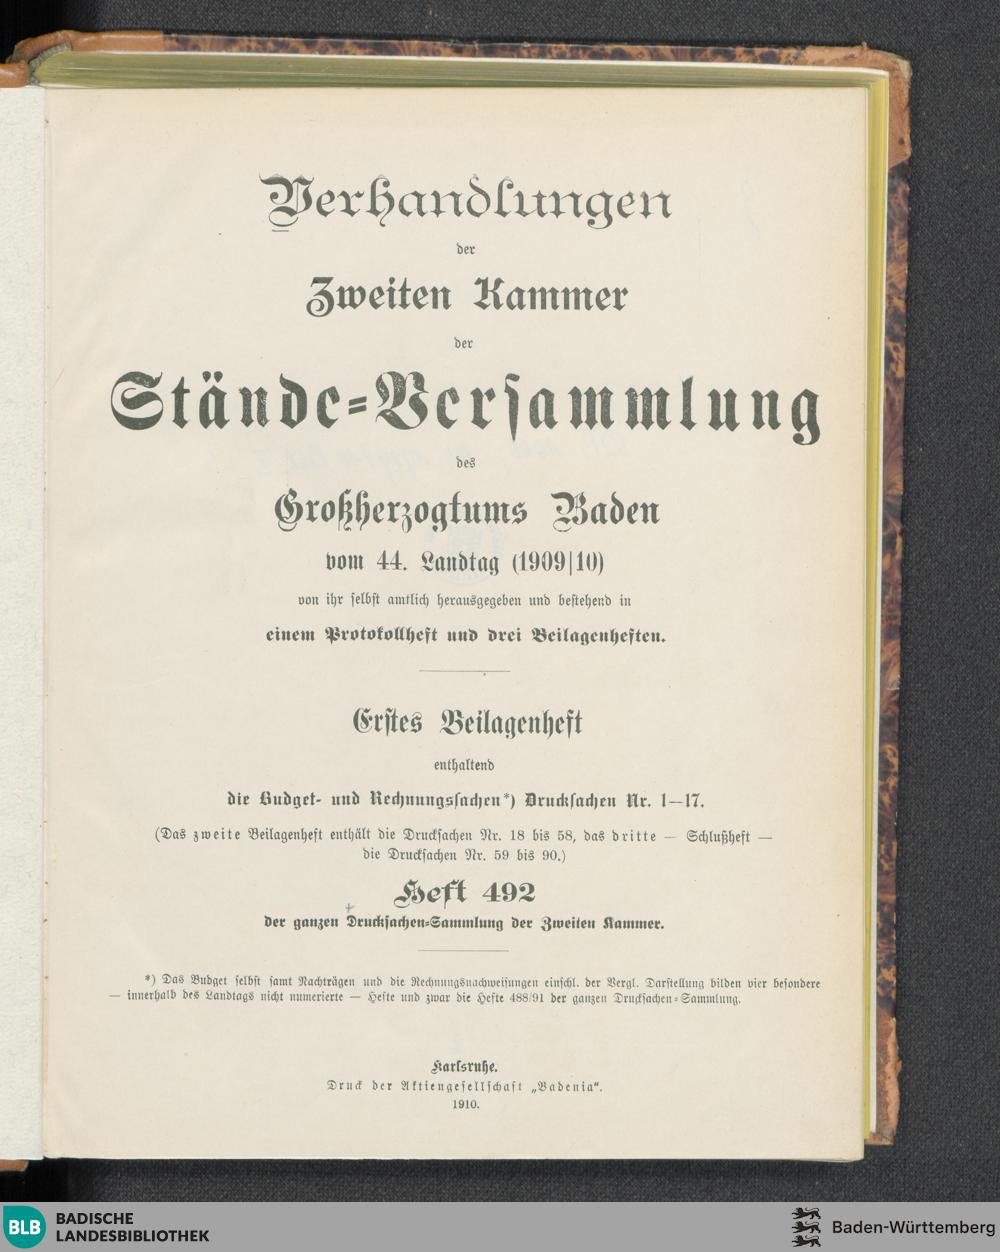 Verhandlungen
der
Zweiten Kammer
der
Stände=Versammlung
des
Großherzogtums Baden
vom 44. Landtag (1909|10)
von ihr selbst amtlich herausgegeben und bestehend in
einem Protokollheft und drei Beilagenheften.
Erstes Beilagenheft
enthaltend
die Budget- und Rechnungssachen*) Drucksachen Nr. 1—17.
(Das zweite Beilagenheft enthält die Drucksachen Nr. 18 bis 58, das dritte — Schlußheft —
die Drucksachen Nr. 59 bis 90.)
Heft 492
der ganzen Drucksachen=Sammlung der Zweiten Kammer.
*) Das Budget selbst samt Nachträgen und die Rechnungsnachweisungen einschl. der Vergl. Darstellung bilden vier besondere
— innerhalb des Landtags nicht numerierte — Hefte und zwar die Hefte 488/91 der ganzen Drucksachen=Sammlung.
Karlsruhe.
Druck der Aktiengesellschaft „Badenia“.
1910.
BLB BADISCHE
LANDESBIBLIOTHEK
Baden-Württemberg